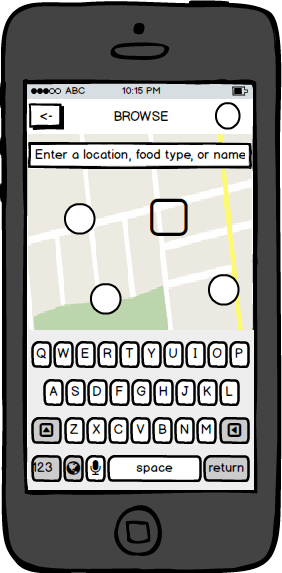 ABC 10:15 PM
<- BROWSE
Enter a location, food type, or name
Q W E R T Y U I O P
A S D F G H J K L
Z X C V B N M
123 space return